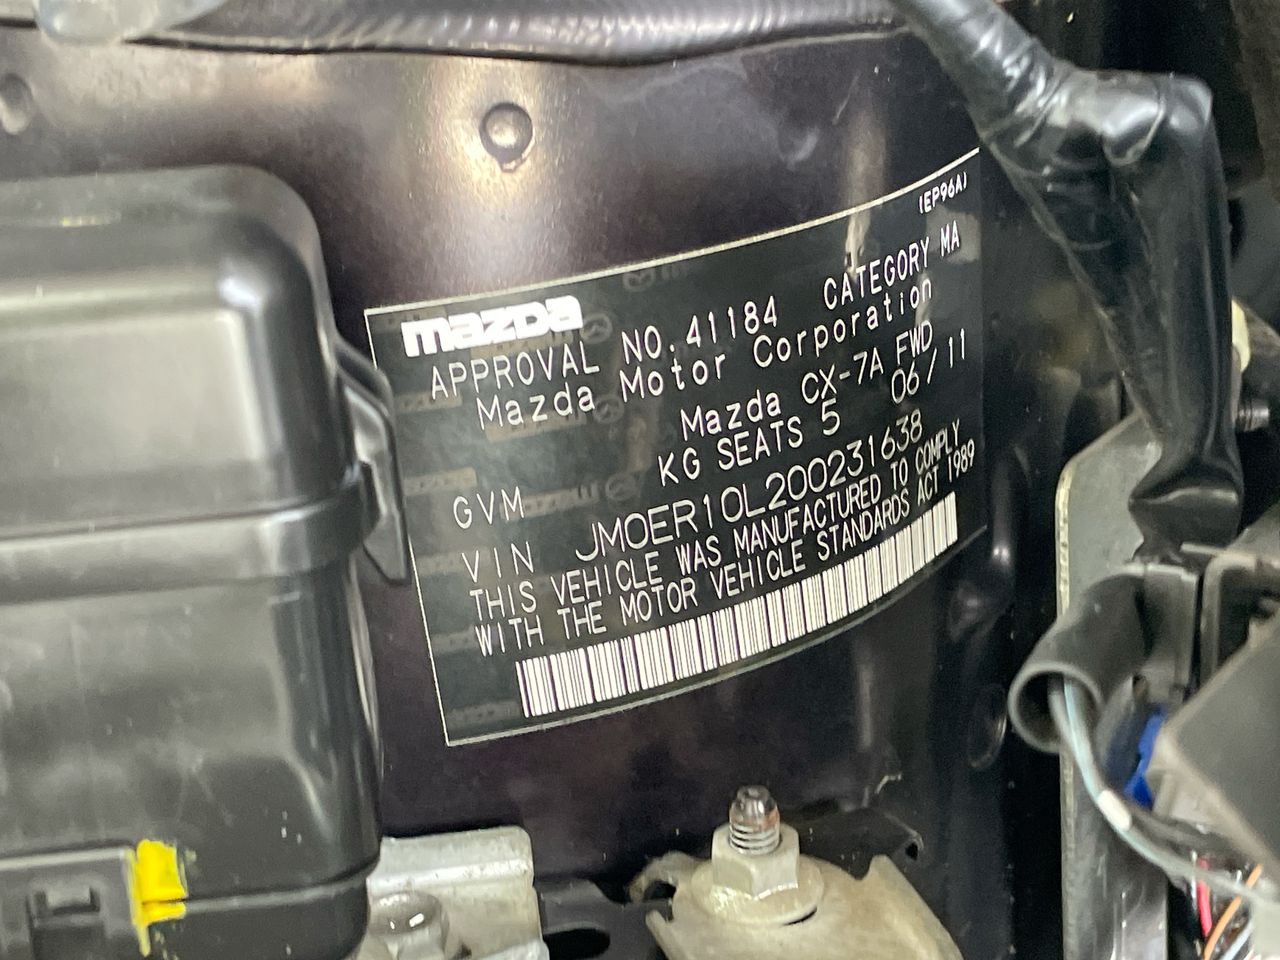 (EP96A)
mazda
APPROVAL NO. 41184 CATEGORY MA
Mazda Motor Corporation
Mazda CX-7A FWD
GVM KG SEATS 5 06/11
VIN JM0ER10L200231638
THIS VEHICLE WAS MANUFACTURED TO COMPLY
WITH THE MOTOR VEHICLE STANDARDS ACT 1989